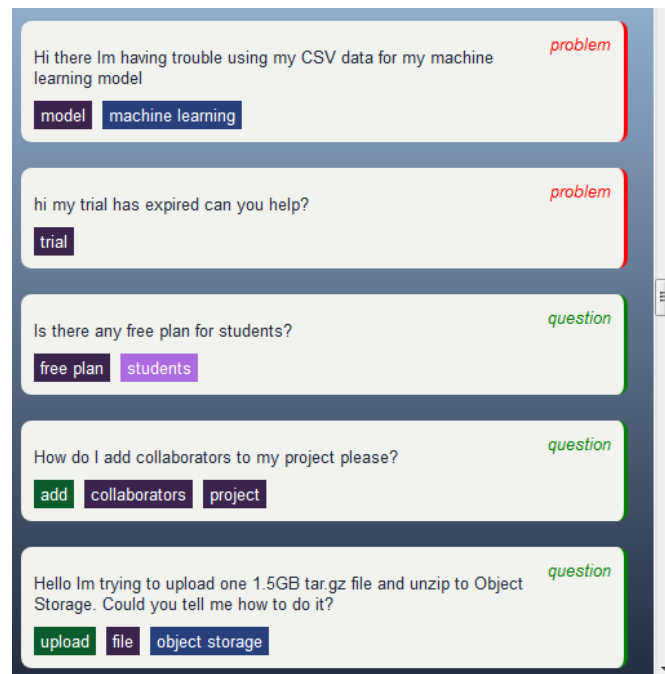 problem
Hi there Im having trouble using my CSV data for my machine
learning model
model machine learning
problem
hi my trial has expired can you help?
trial
question
Is there any free plan for students?
free plan students
question
How do I add collaborators to my project please?
add collaborators project
question
Hello Im trying to upload one 1.5GB tar.gz file and unzip to Object
Storage. Could you tell me how to do it?
upload file object storage